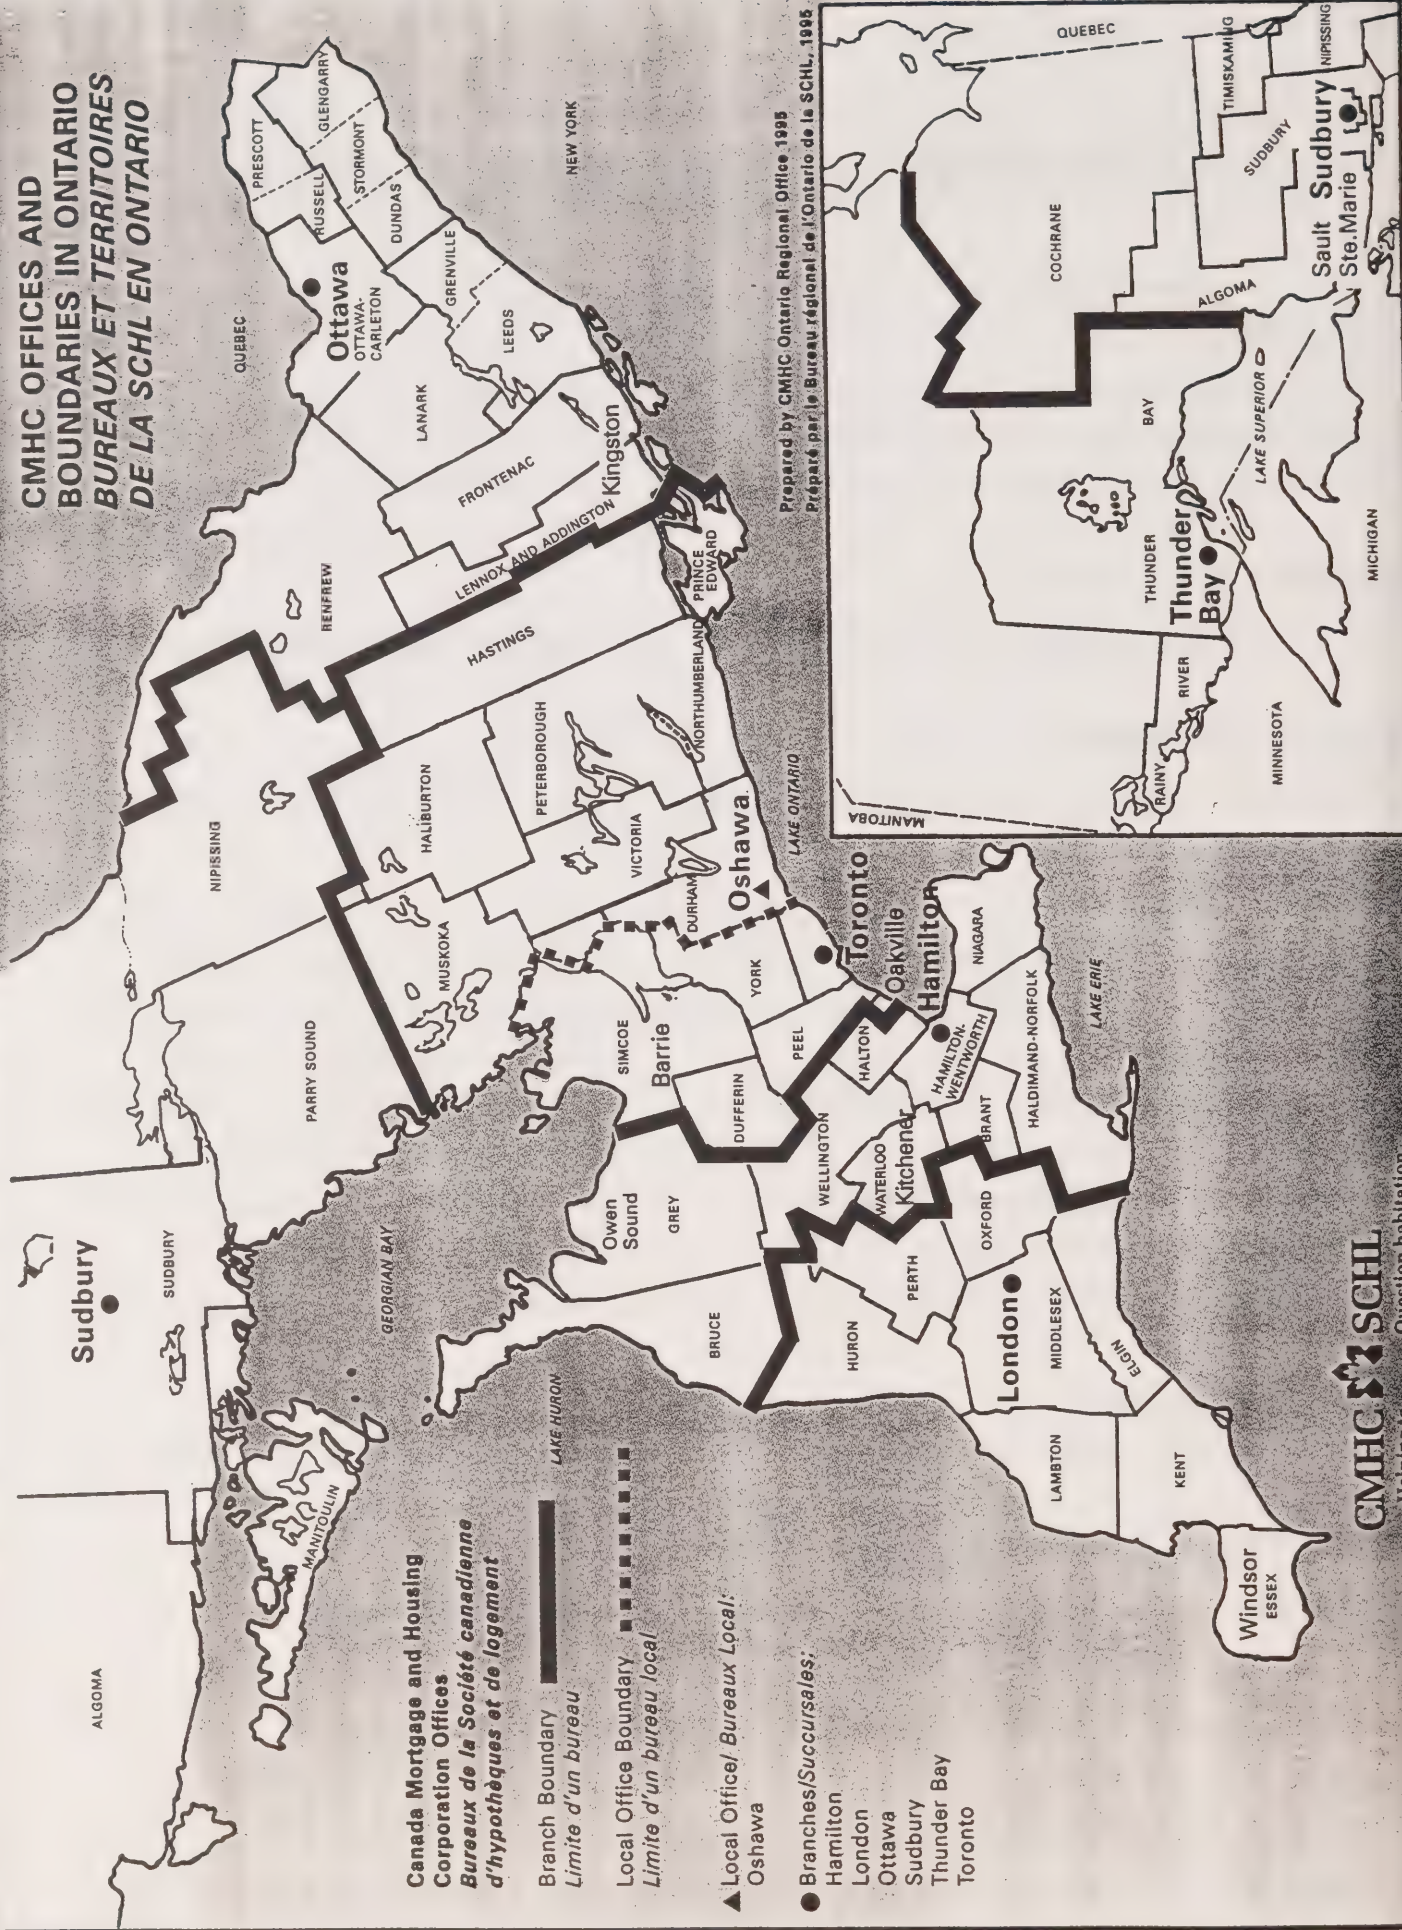 CMHC OFFICES AND
BOUNDARIES IN ONTARIO
BUREAUX ET TERRITOIRES
DE LA SCHL EN ONTARIO
QUEBEC
PRESCOTT
GLENGARRY
RUSSELL
STORMONT
DUNDAS
NEW YORK
Ottawa
OTTAWA-
CARLETON
GRENVILLE
LEEDS
LANARK
FRONTENAC
Kingston
LENNOX AND ADDINGTON
RENFREW
HASTINGS
PRINCE
EDWARD
NORTHUMBERLAND
NIPISSING
HALIBURTON
PETERBOROUGH
VICTORIA
DURHAM
Oshawa
LAKE ONTARIO
MUSKOKA
PARRY SOUND
SIMCOE
Barrie
YORK
Toronto
PEEL
Oakville
HALTON
Hamilton
HAMILTON-
WENTWORTH
NIAGARA
HALDIMAND-NORFOLK
LAKE ERIE
DUFFERIN
WELLINGTON
WATERLOO
Kitchener
BRANT
Owen
Sound
GREY
BRUCE
HURON
PERTH
OXFORD
London
MIDDLESEX
ELGIN
LAMBTON
KENT
Windsor
ESSEX
Sudbury
SUDBURY
GEORGIAN BAY
LAKE HURON
MANITOULIN
ALGOMA
Canada Mortgage and Housing
Corporation Offices
Bureaux de la Société canadienne
d'hypothèques et de logement
Branch Boundary
Limite d'un bureau
Local Office Boundary
Limite d'un bureau local
Local Office/ Bureaux Local:
Oshawa
Branches/Succursales:
Hamilton
London
Ottawa
Sudbury
Thunder Bay
Toronto
Prepared by CMHC Ontario Regional Office 1995
Préparé par le Bureau régional de l'Ontario de la SCHL, 1995
QUEBEC
TIMISKAMING
NIPISSING
COCHRANE
SUDBURY
Sudbury
Sault
Ste.Marie
ALGOMA
THUNDER BAY
LAKE SUPERIOR
Thunder
Bay
MICHIGAN
RAINY RIVER
MINNESOTA
MANITOBA
CMHC SCHL
Question habitation